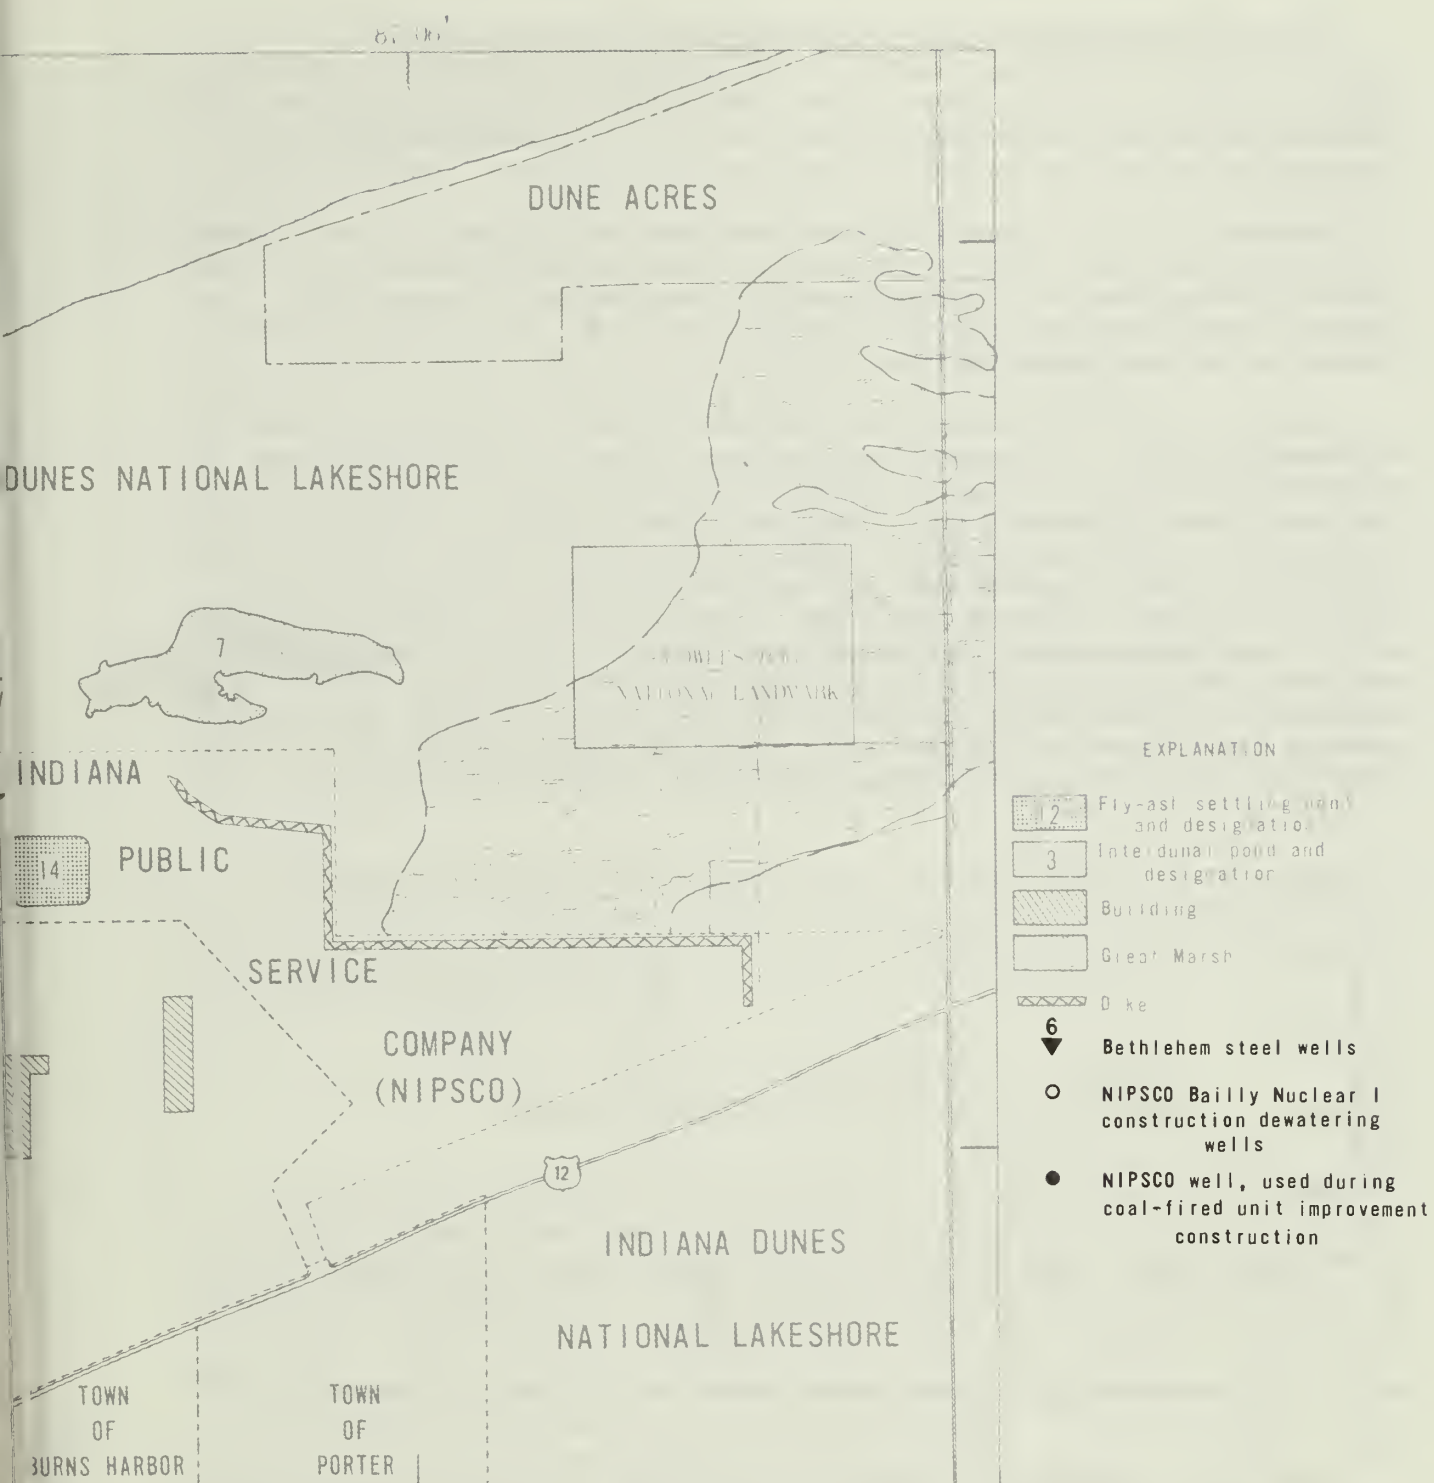 DUNE ACRES
DUNES NATIONAL LAKESHORE
7
NATIONAL LANDMARK
INDIANA
14
PUBLIC
SERVICE
COMPANY
(NIPSCO)
12
INDIANA DUNES
NATIONAL LAKESHORE
TOWN
OF
BURNS HARBOR
TOWN
OF
PORTER
EXPLANATION
12 Fly-ash settling pond
and designation
3 Interdunal pond and
designation
Building
Great Marsh
Dike
6
Bethlehem steel wells
NIPSCO Bailly Nuclear I
construction dewatering
wells
NIPSCO well, used during
coal-fired unit improvement
construction